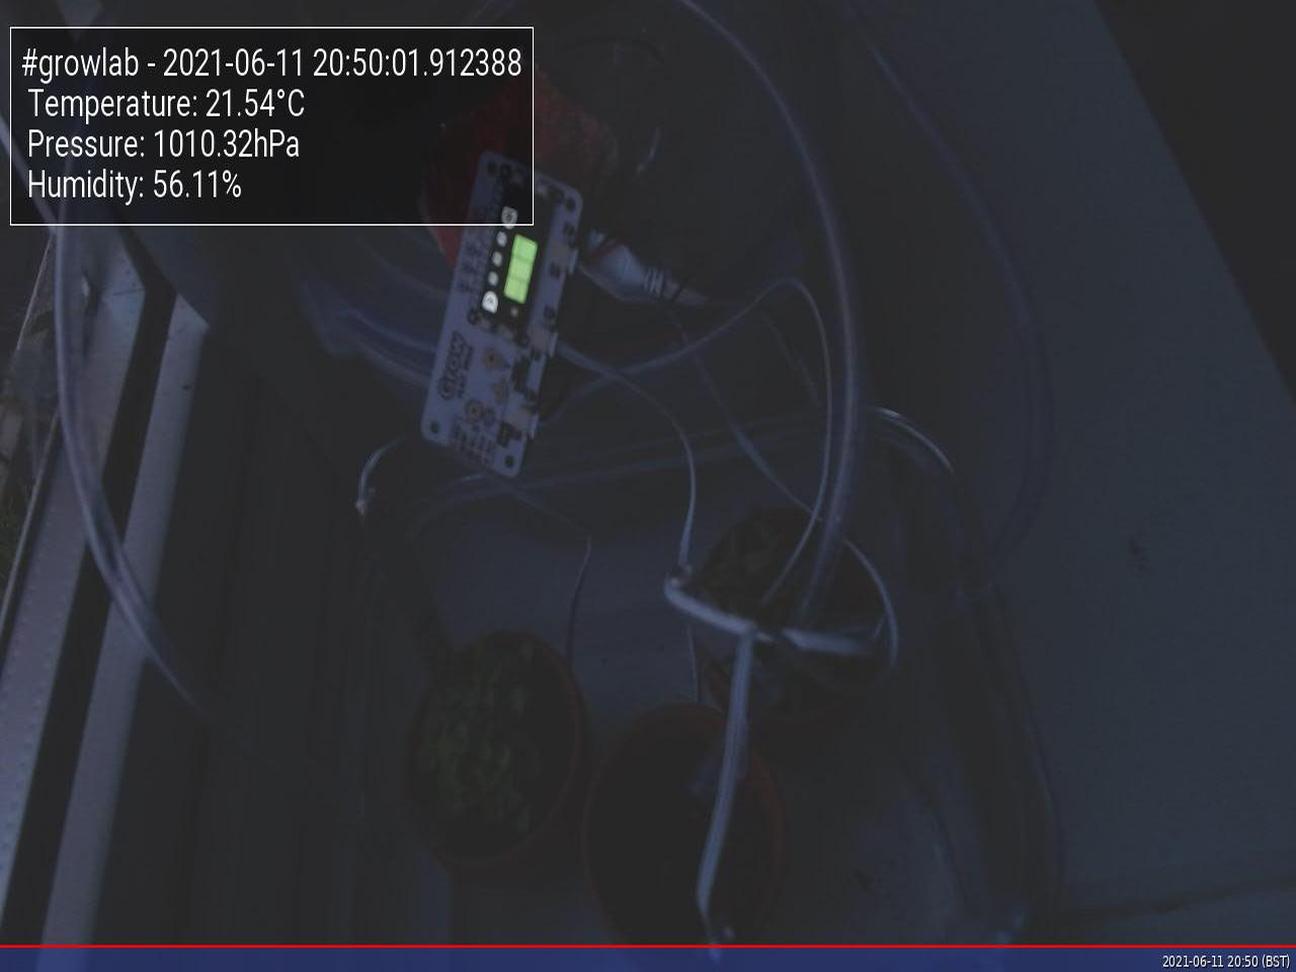 #growlab - 2021-06-11 20:50:01.912388
Temperature: 21.54°C
Pressure: 1010.32hPa
Humidity: 56.11%
GROW
2021-06-11 20:50 (BST)